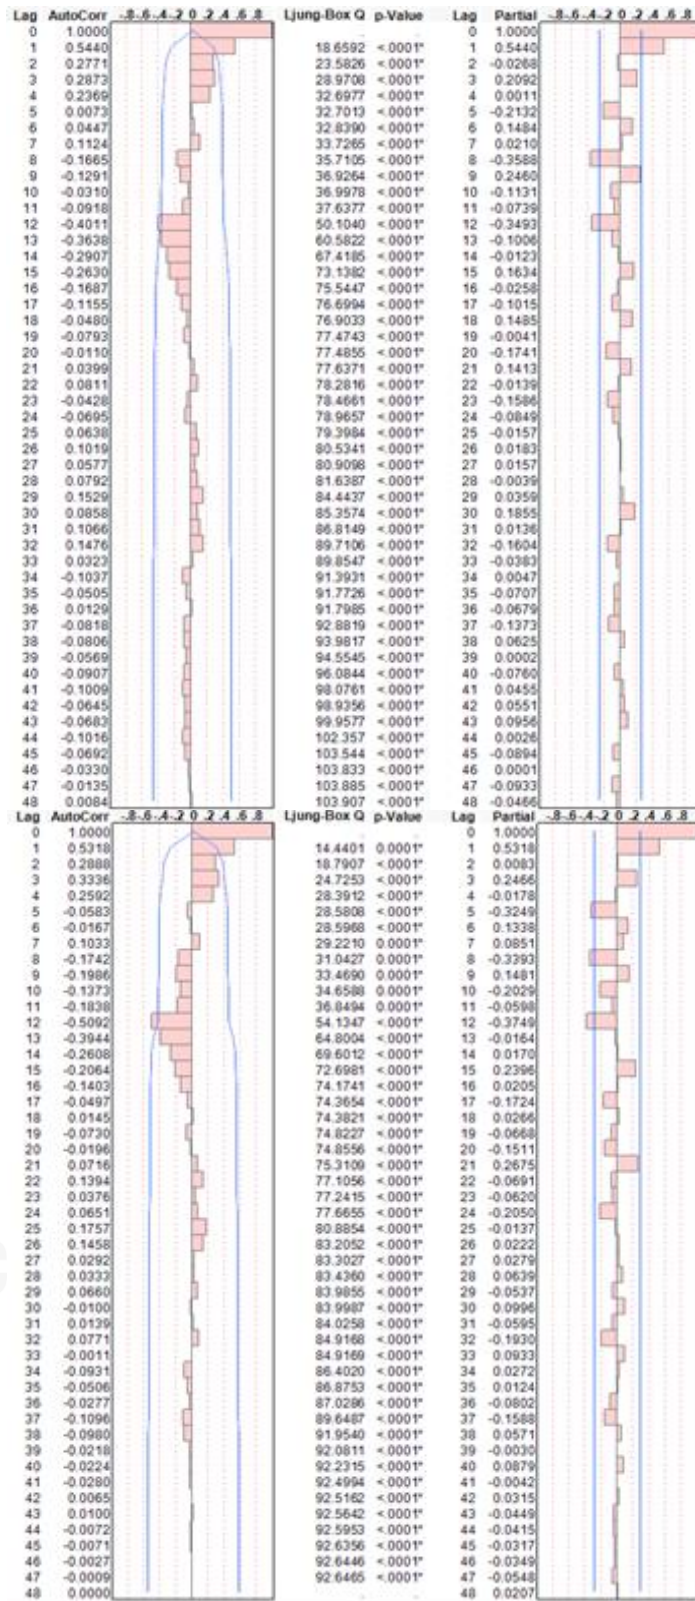 Lag AutoCorr -.8-.6-.4-.2 0 .2 .4 .6 .8 Ljung-Box Q p-Value Lag Partial -.8-.6-.4-.2 0 .2 .4 .6 .8
0 1.0000 . . 0 1.0000
1 0.5440 18.6592 <.0001* 1 0.5440
2 0.2771 23.5826 <.0001* 2 -0.0268
3 0.2873 28.9708 <.0001* 3 0.2092
4 0.2369 32.6977 <.0001* 4 0.0011
5 0.0073 32.7013 <.0001* 5 -0.2132
6 0.0447 32.8390 <.0001* 6 0.1484
7 0.1124 33.7265 <.0001* 7 0.0210
8 -0.1665 35.7105 <.0001* 8 -0.3588
9 -0.1291 36.9264 <.0001* 9 0.2460
10 -0.0310 36.9978 <.0001* 10 -0.1131
11 -0.0918 37.6377 <.0001* 11 -0.0739
12 -0.4011 50.1040 <.0001* 12 -0.3493
13 -0.3638 60.5822 <.0001* 13 -0.1006
14 -0.2907 67.4185 <.0001* 14 -0.0123
15 -0.2630 73.1382 <.0001* 15 0.1634
16 -0.1687 75.5447 <.0001* 16 -0.0258
17 -0.1155 76.6994 <.0001* 17 -0.1015
18 -0.0480 76.9033 <.0001* 18 0.1485
19 -0.0793 77.4743 <.0001* 19 -0.0041
20 -0.0110 77.4855 <.0001* 20 -0.1741
21 0.0399 77.6371 <.0001* 21 0.1413
22 0.0811 78.2816 <.0001* 22 -0.0139
23 -0.0428 78.4661 <.0001* 23 -0.1586
24 -0.0695 78.9657 <.0001* 24 -0.0849
25 0.0638 79.3984 <.0001* 25 -0.0157
26 0.1019 80.5341 <.0001* 26 0.0183
27 0.0577 80.9098 <.0001* 27 0.0157
28 0.0792 81.6387 <.0001* 28 -0.0039
29 0.1529 84.4437 <.0001* 29 0.0359
30 0.0858 85.3574 <.0001* 30 0.1855
31 0.1066 86.8149 <.0001* 31 0.0136
32 0.1476 89.7106 <.0001* 32 -0.1604
33 0.0323 89.8547 <.0001* 33 -0.0383
34 -0.1037 91.3931 <.0001* 34 0.0047
35 -0.0505 91.7726 <.0001* 35 -0.0707
36 0.0129 91.7985 <.0001* 36 -0.0679
37 -0.0818 92.8819 <.0001* 37 -0.1373
38 -0.0806 93.9817 <.0001* 38 0.0625
39 -0.0569 94.5545 <.0001* 39 0.0002
40 -0.0907 96.0844 <.0001* 40 -0.0760
41 -0.1009 98.0761 <.0001* 41 0.0455
42 -0.0645 98.9356 <.0001* 42 0.0551
43 -0.0683 99.9577 <.0001* 43 0.0956
44 -0.1016 102.357 <.0001* 44 0.0026
45 -0.0692 103.544 <.0001* 45 -0.0894
46 -0.0330 103.833 <.0001* 46 0.0001
47 -0.0135 103.885 <.0001* 47 -0.0933
48 0.0084 103.907 <.0001* 48 -0.0466
Lag AutoCorr -.8-.6-.4-.2 0 .2 .4 .6 .8 Ljung-Box Q p-Value Lag Partial -.8-.6-.4-.2 0 .2 .4 .6 .8
0 1.0000 . . 0 1.0000
1 0.5318 14.4401 0.0001* 1 0.5318
2 0.2888 18.7907 <.0001* 2 0.0083
3 0.3336 24.7253 <.0001* 3 0.2466
4 0.2592 28.3912 <.0001* 4 -0.0178
5 -0.0583 28.5808 <.0001* 5 -0.3249
6 -0.0167 28.5968 <.0001* 6 0.1338
7 0.1033 29.2210 0.0001* 7 0.0851
8 -0.1742 31.0427 0.0001* 8 -0.3393
9 -0.1986 33.4690 0.0001* 9 0.1481
10 -0.1373 34.6588 0.0001* 10 -0.2029
11 -0.1838 36.8494 0.0001* 11 -0.0598
12 -0.5092 54.1347 <.0001* 12 -0.3749
13 -0.3944 64.8004 <.0001* 13 -0.0164
14 -0.2608 69.6012 <.0001* 14 0.0170
15 -0.2064 72.6981 <.0001* 15 0.2396
16 -0.1403 74.1741 <.0001* 16 0.0205
17 -0.0497 74.3654 <.0001* 17 -0.1724
18 0.0145 74.3821 <.0001* 18 0.0266
19 -0.0730 74.8227 <.0001* 19 -0.0668
20 -0.0196 74.8556 <.0001* 20 -0.1511
21 0.0716 75.3109 <.0001* 21 0.2675
22 0.1394 77.1056 <.0001* 22 -0.0691
23 0.0376 77.2415 <.0001* 23 -0.0620
24 0.0651 77.6655 <.0001* 24 -0.2050
25 0.1757 80.8854 <.0001* 25 -0.0137
26 0.1458 83.2052 <.0001* 26 0.0222
27 0.0292 83.3027 <.0001* 27 0.0279
28 0.0333 83.4360 <.0001* 28 0.0639
29 0.0660 83.9855 <.0001* 29 -0.0537
30 -0.0100 83.9987 <.0001* 30 0.0996
31 0.0139 84.0258 <.0001* 31 -0.0595
32 0.0771 84.9168 <.0001* 32 -0.1930
33 -0.0011 84.9169 <.0001* 33 0.0933
34 -0.0931 86.4020 <.0001* 34 0.0272
35 -0.0506 86.8753 <.0001* 35 0.0124
36 -0.0277 87.0286 <.0001* 36 -0.0802
37 -0.1096 89.6487 <.0001* 37 -0.1588
38 -0.0980 91.9540 <.0001* 38 0.0571
39 -0.0218 92.0811 <.0001* 39 -0.0030
40 -0.0224 92.2315 <.0001* 40 0.0879
41 -0.0280 92.4994 <.0001* 41 -0.0042
42 0.0065 92.5162 <.0001* 42 0.0315
43 0.0100 92.5642 <.0001* 43 -0.0449
44 -0.0072 92.5953 <.0001* 44 -0.0415
45 -0.0071 92.6356 <.0001* 45 -0.0317
46 -0.0027 92.6446 <.0001* 46 -0.0349
47 -0.0009 92.6465 <.0001* 47 -0.0548
48 0.0000 . . 48 0.0207